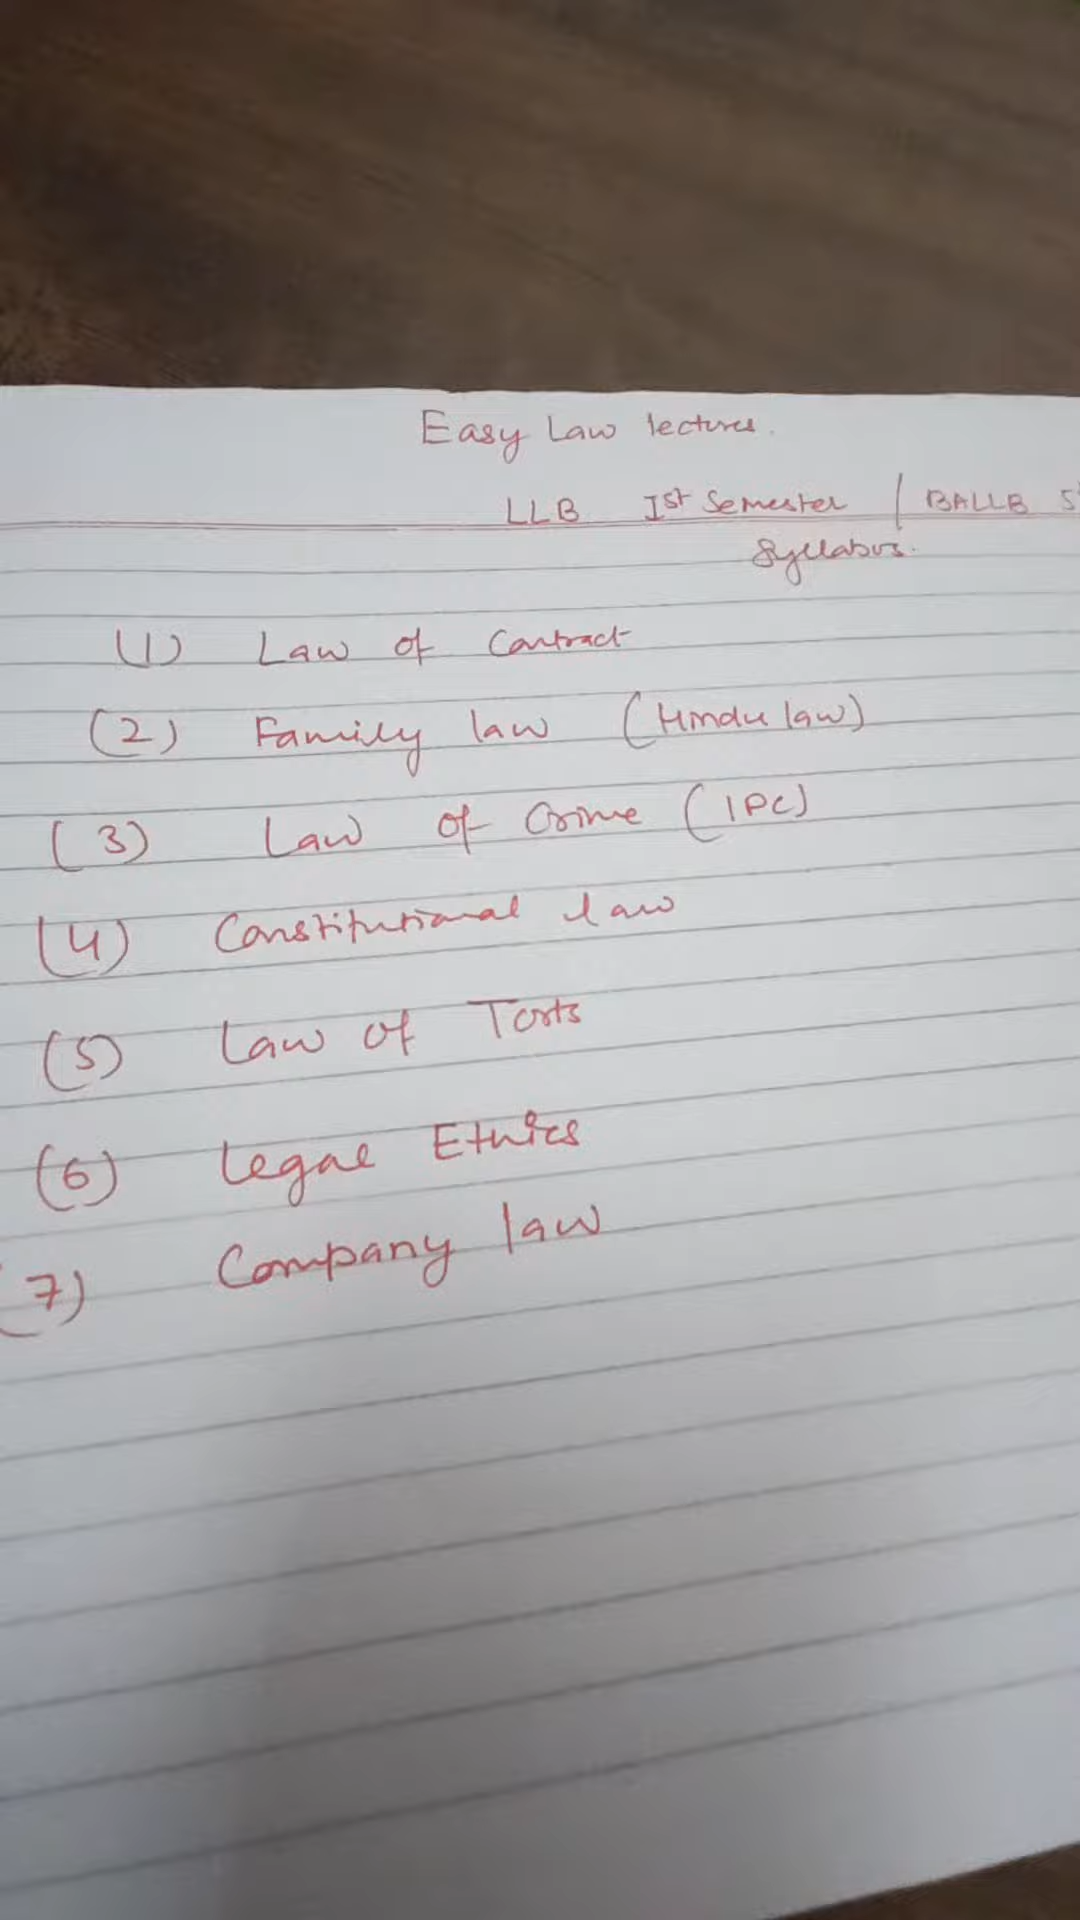 Easy Law lectures.
LLB Ist Semester / BALLB
Syllabus.
(1) Law of Contract
(2) Family law (Hindu law)
(3) Law of Crime (IPC)
(4) Constitutional law
(5) Law of Torts
(6) Legal Ethics
(7) Company law